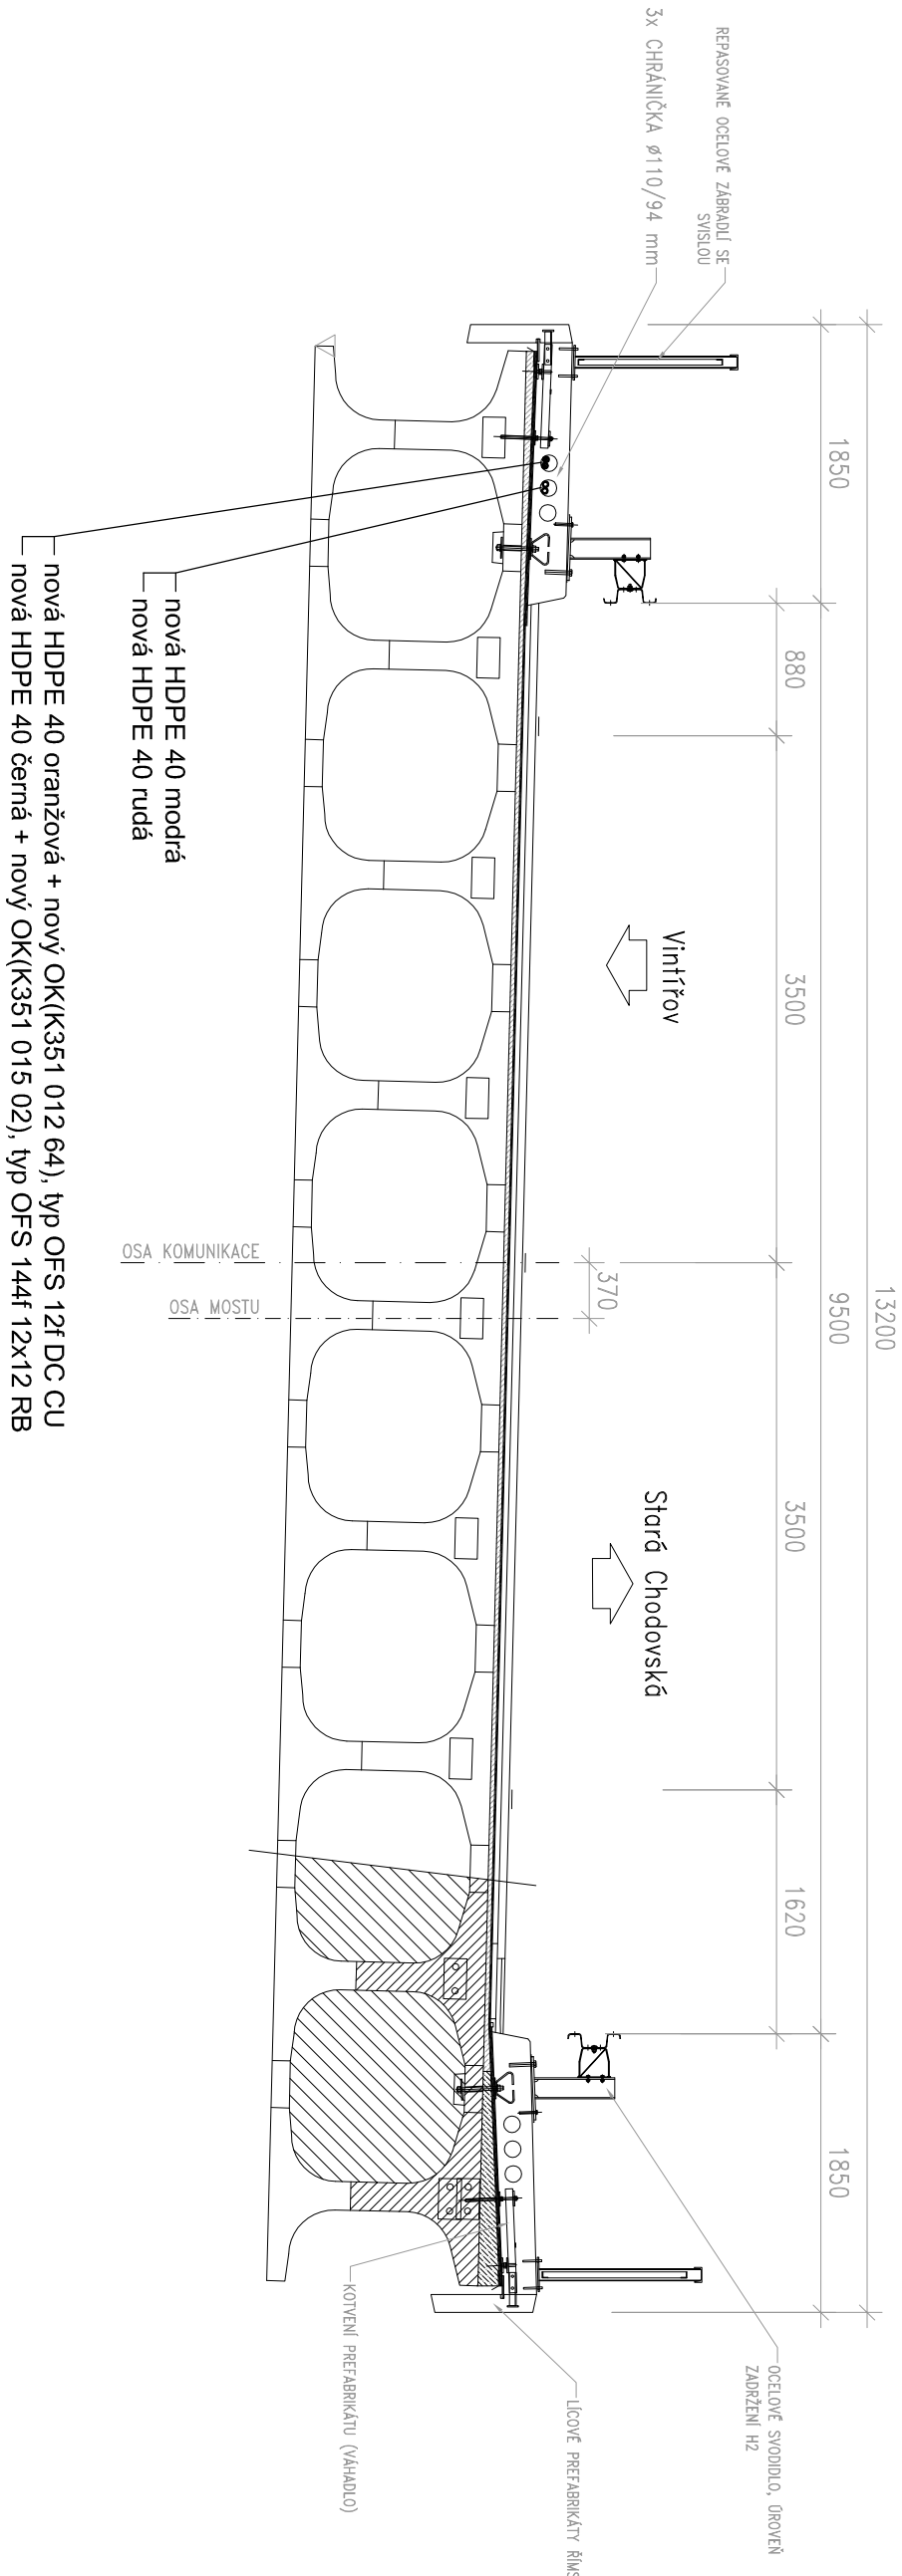 REPASOVANÉ OCELOVÉ ZÁBRADLÍ SE
SVISLOU
3x CHRÁNIČKA ø110/94 mm
13200
1850
9500
1850
880
3500
3500
1620
370
Vintířov
Stará Chodovská
OCELOVÉ SVODIDLO, ÚROVEŇ
ZADRŽENÍ H2
LÍCOVÉ PREFABRIKÁTY
KOTVENÍ PREFABRIKÁTU (VÁHADLO)
OSA KOMUNIKACE
OSA MOSTU
nová HDPE 40 modrá
nová HDPE 40 rudá
nová HDPE 40 oranžová + nový OK(K351 012 64), typ OFS 12f DC CU
nová HDPE 40 černá + nový OK(K351 015 02), typ OFS 144f 12x12 RB